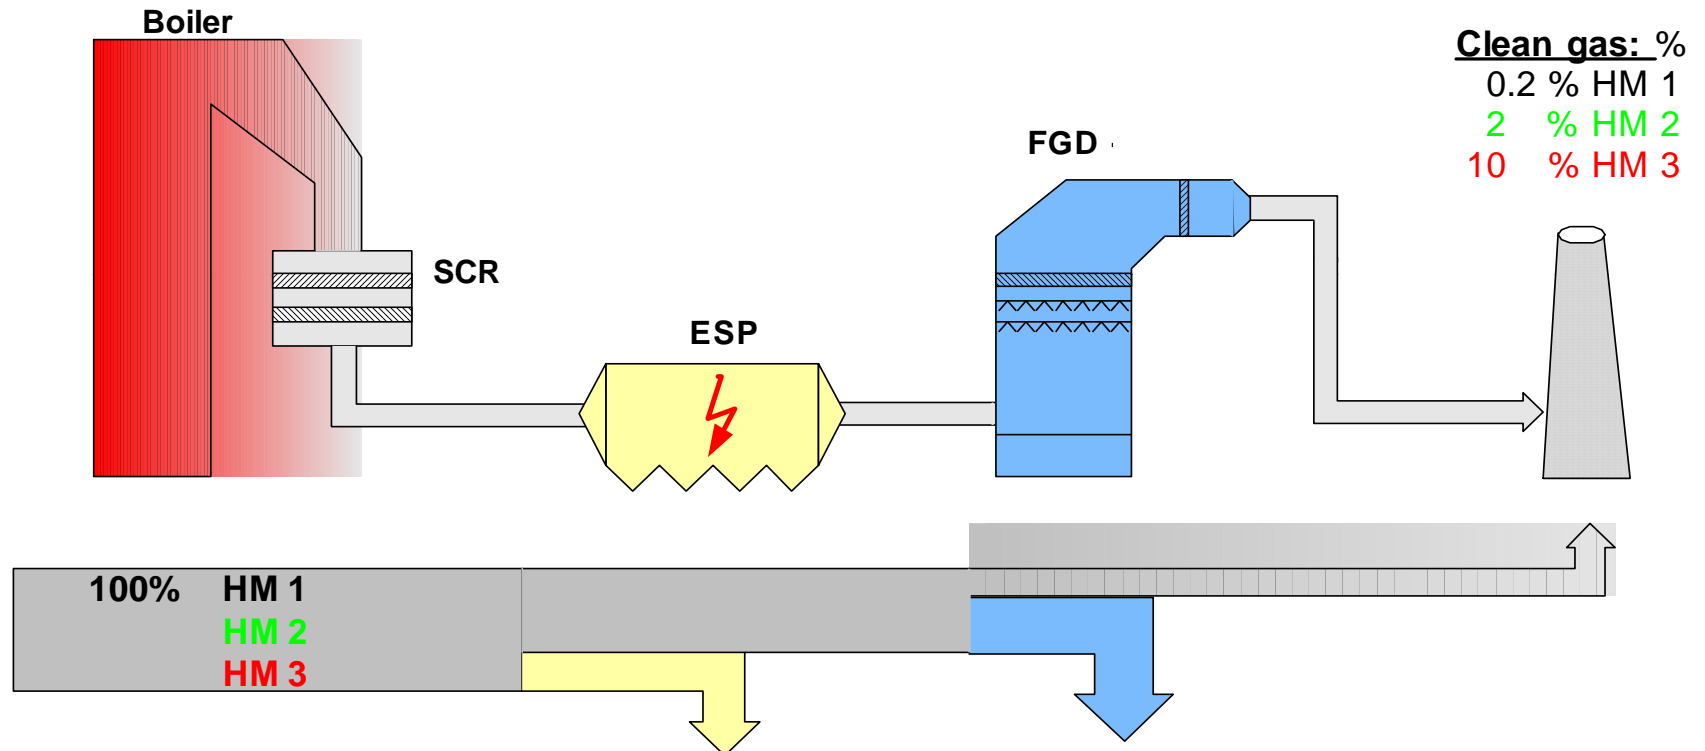 Boiler
Clean gas: %
0.2 % HM 1
2 % HM 2
10 % HM 3
FGD
SCR
ESP
100% HM 1
HM 2
HM 3